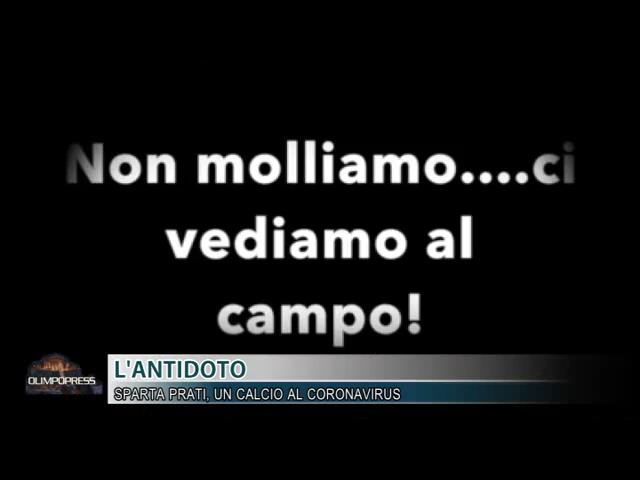 Non molliamo....ci
vediamo al
campo!
L'ANTIDOTO
OLIMPOPRESS
SPARTA PRATI, UN CALCIO AL CORONAVIRUS